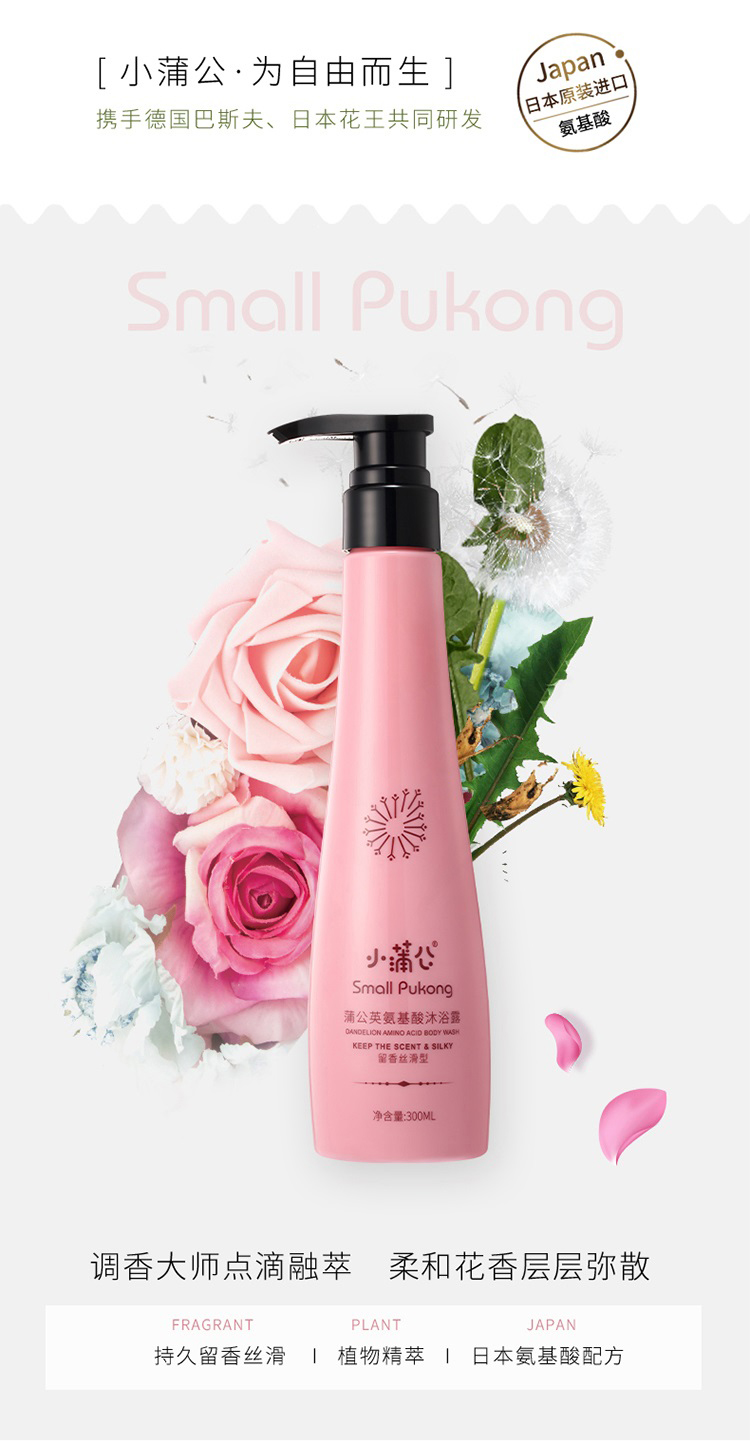 [ 小蒲公·为自由而生 ]
携手德国巴斯夫、日本花王共同研发
Japan
日本原装进口
氨基酸
Small Pukong
小蒲公®
Small Pukong
蒲公英氨基酸沐浴露
DANDELION AMINO ACID BODY WASH
KEEP THE SCENT & SILKY
留香丝滑型
净含量:300ML
调香大师点滴融萃 柔和花香层层弥散
FRAGRANT PLANT JAPAN
持久留香丝滑 | 植物精萃 | 日本氨基酸配方